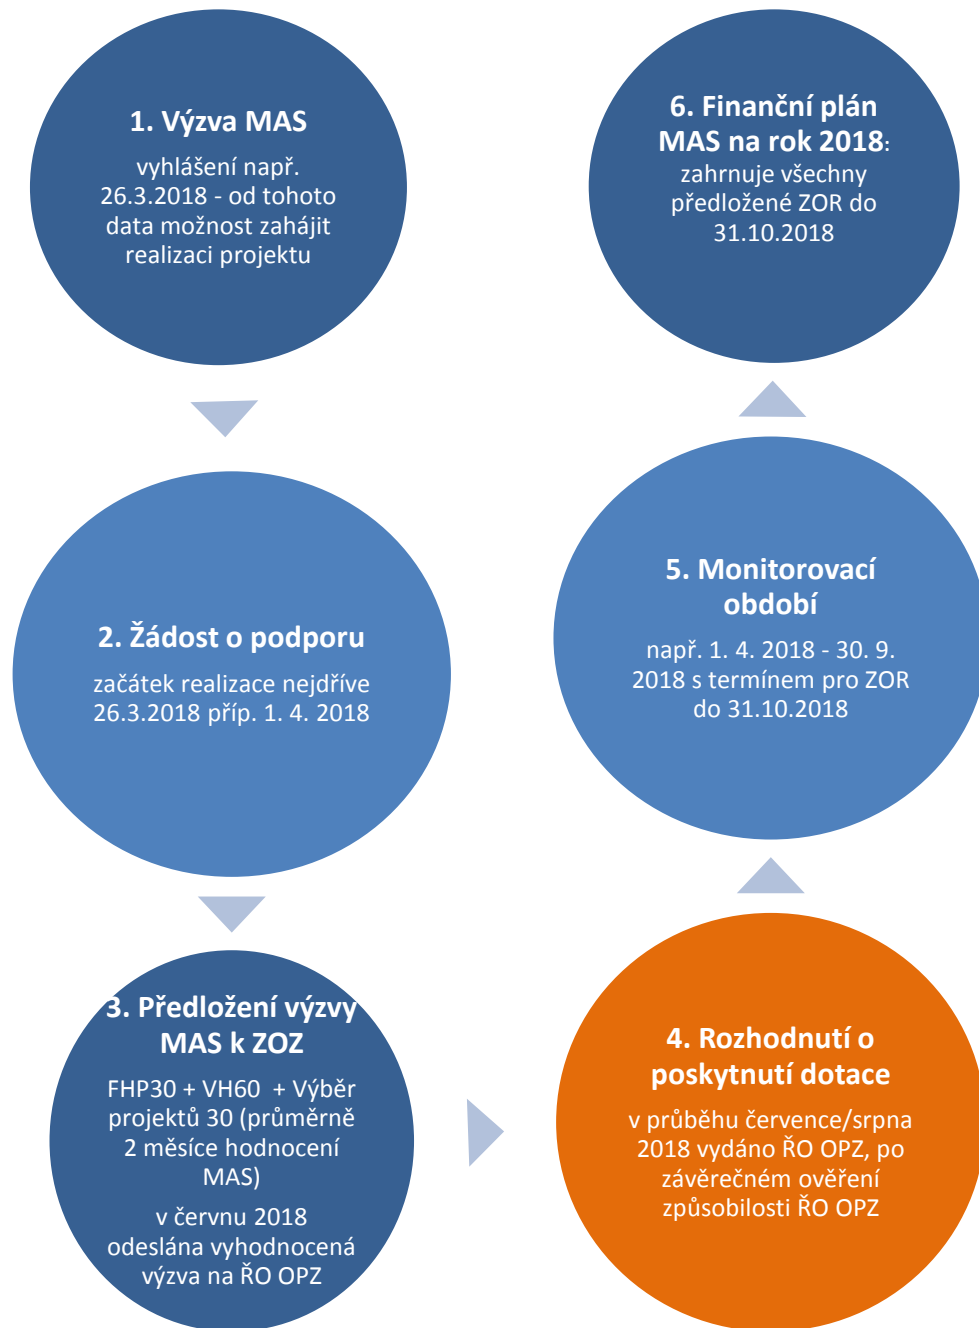 1. Výzva MAS
vyhlášení např.
26.3.2018 - od tohoto
data možnost zahájit
realizaci projektu
2. Žádost o podporu
začátek realizace nejdříve
26.3.2018 příp. 1. 4. 2018
3. Předložení výzvy
MAS k ZOZ
FHP30 + VH60 + Výběr
projektů 30 (průměrně
2 měsíce hodnocení
MAS)
v červnu 2018
odeslána vyhodnocená
výzva na ŘO OPZ
4. Rozhodnutí o
poskytnutí dotace
v průběhu července/srpna
2018 vydáno ŘO OPZ, po
závěrečném ověření
způsobilosti ŘO OPZ
5. Monitorovací
období
např. 1. 4. 2018 - 30. 9.
2018 s termínem pro ZOR
do 31.10.2018
6. Finanční plán
MAS na rok 2018:
zahrnuje všechny
předložené ZOR do
31.10.2018